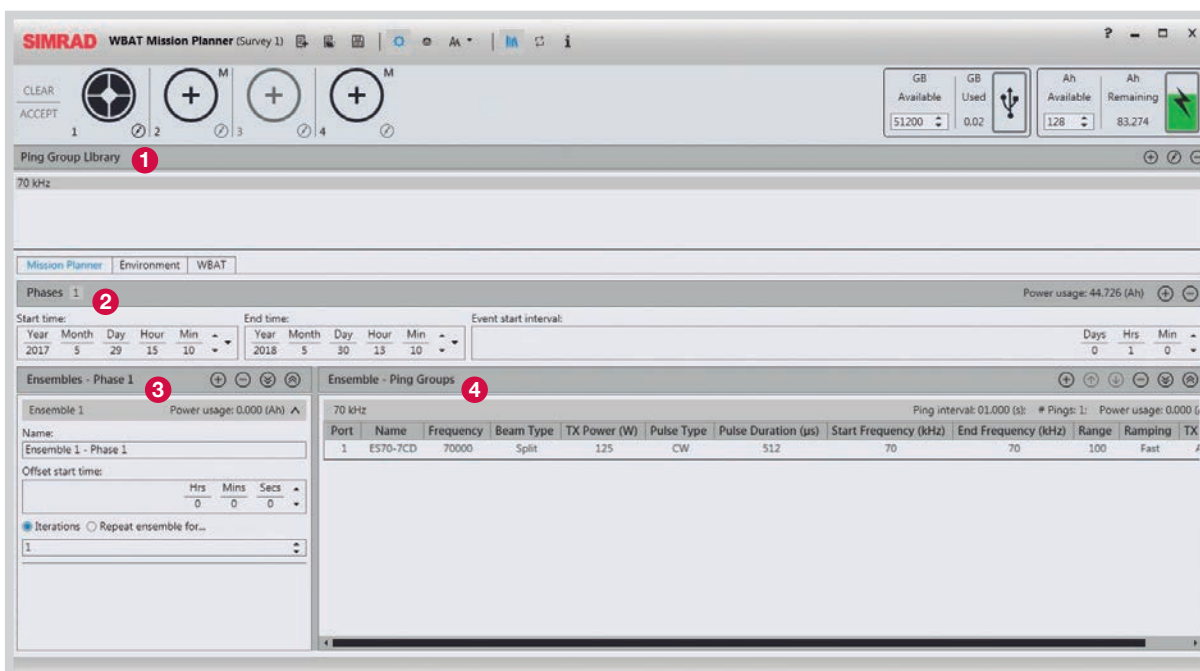 SIMRAD WBAT Mission Planner (Survey 1) ? X
CLEAR
ACCEPT
1 2 M 3 4 M
GB Available 51200
GB Used 0.02
Ah Available 128
Ah Remaining 83.274
Ping Group Library 1
70 kHz
Mission Planner Environment WBAT
Phases 1 2 Power usage: 44.726 (Ah)
Start time: End time: Event start interval:
Year Month Day Hour Min Year Month Day Hour Min Days Hrs Min
2017 5 29 15 10 2018 5 30 13 10 0 1 0
Ensembles - Phase 1 3
Ensemble 1 Power usage: 0.000 (Ah)
Name:
Ensemble 1 - Phase 1
Offset start time:
Hrs Mins Secs
0 0 0
Iterations Repeat ensemble for...
1
Ensemble - Ping Groups 4
70 kHz Ping interval: 01.000 (s): # Pings: 1: Power usage: 0.000
Port Name Frequency Beam Type TX Power (W) Pulse Type Pulse Duration (µs) Start Frequency (kHz) End Frequency (kHz) Range Ramping TX
1 ES70-7CD 70000 Split 125 CW 512 70 70 100 Fast